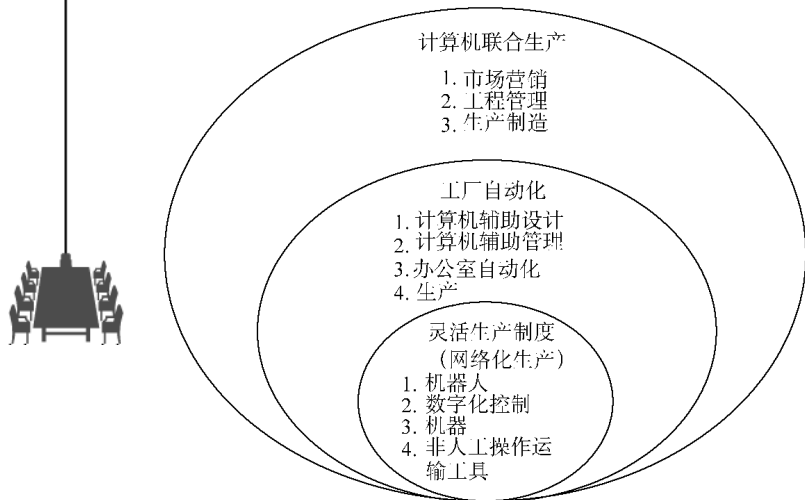 计算机联合生产
1. 市场营销
2. 工程管理
3. 生产制造
工厂自动化
1. 计算机辅助设计
2. 计算机辅助管理
3. 办公室自动化
4. 生产
灵活生产制度
（网络化生产）
1. 机器人
2. 数字化控制
3. 机器
4. 非人工操作运
输工具